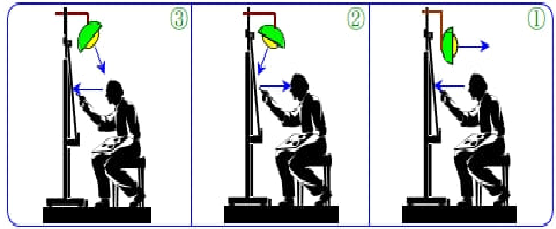 ③ ② ①